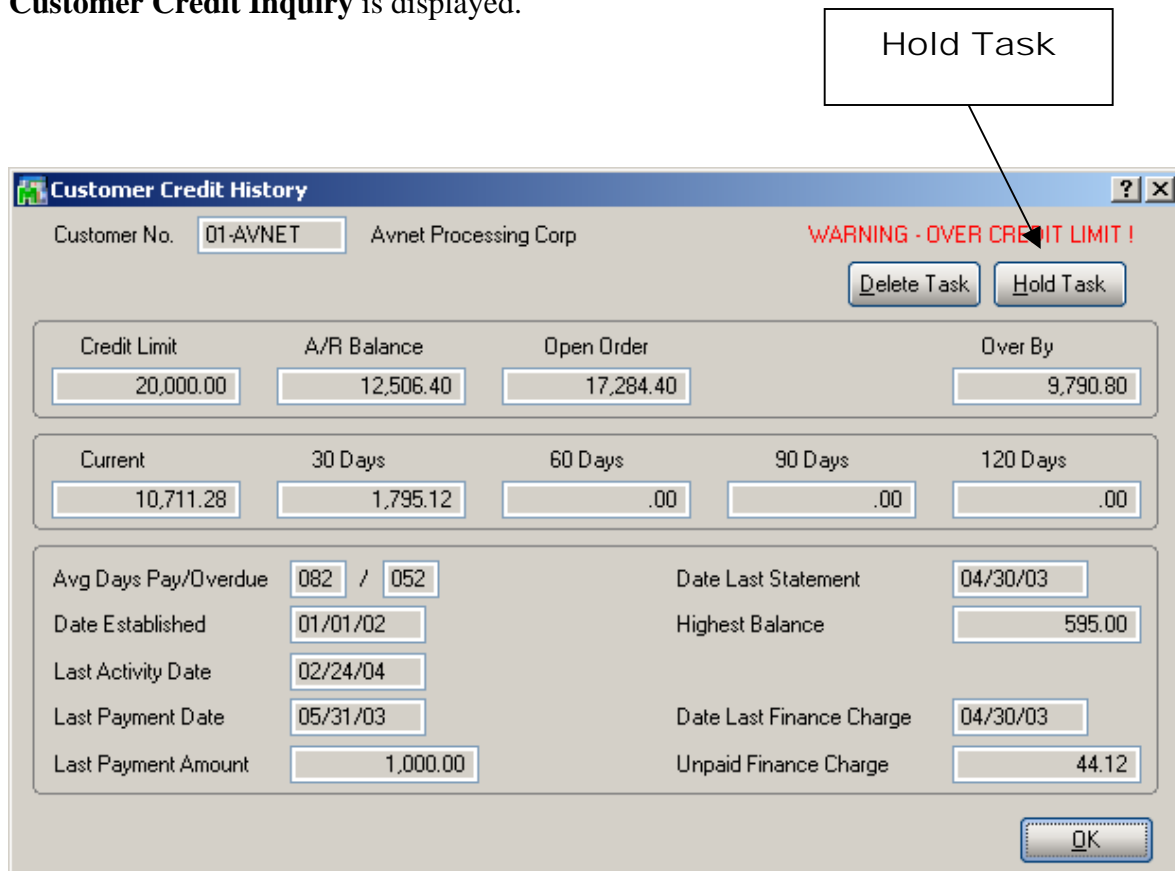 Customer Credit Inquiry is displayed.
Hold Task
Customer Credit History
Customer No. 01-AVNET Avnet Processing Corp WARNING - OVER CREDIT LIMIT !
Delete Task Hold Task
Credit Limit A/R Balance Open Order Over By
20,000.00 12,506.40 17,284.40 9,790.80
Current 30 Days 60 Days 90 Days 120 Days
10,711.28 1,795.12 .00 .00 .00
Avg Days Pay/Overdue 082 / 052 Date Last Statement 04/30/03
Date Established 01/01/02 Highest Balance 595.00
Last Activity Date 02/24/04
Last Payment Date 05/31/03 Date Last Finance Charge 04/30/03
Last Payment Amount 1,000.00 Unpaid Finance Charge 44.12
OK